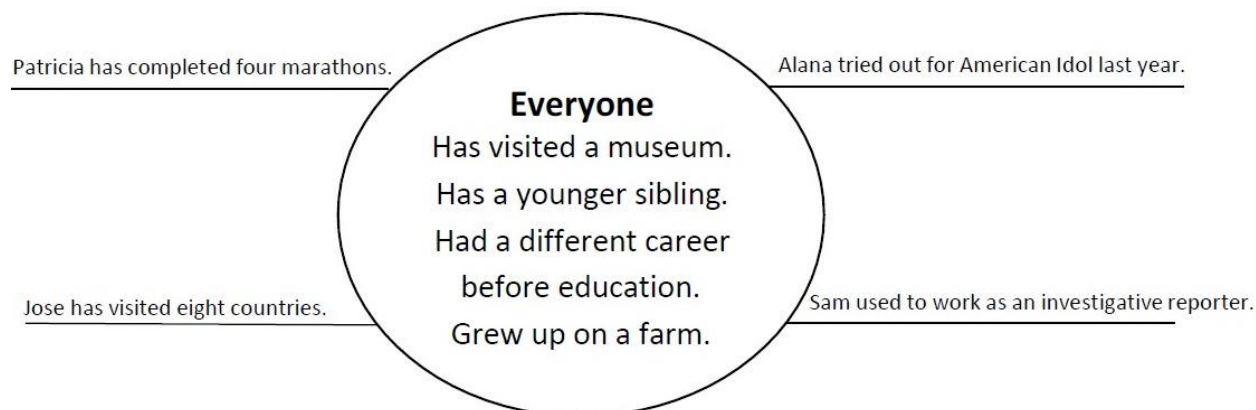 Patricia has completed four marathons.
Alana tried out for American Idol last year.
Everyone
Has visited a museum.
Has a younger sibling.
Had a different career
before education.
Grew up on a farm.
Jose has visited eight countries.
Sam used to work as an investigative reporter.